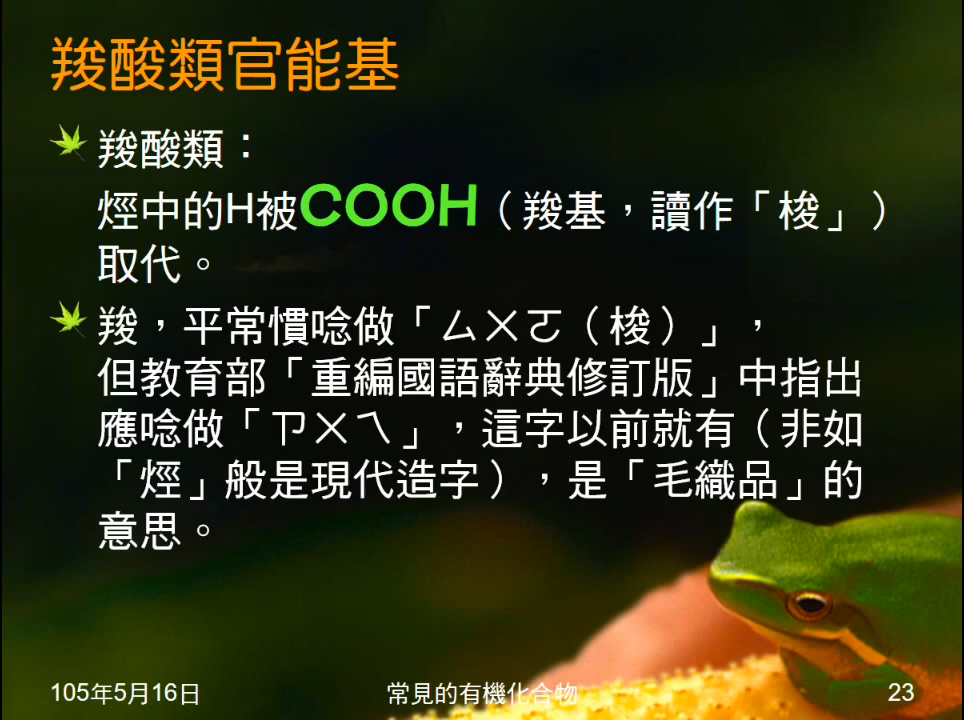 羧酸類官能基
羧酸類：
烴中的H被COOH（羧基，讀作「梭」）
取代。
羧，平常慣唸做「ㄙㄨㄛ（梭）」，
但教育部「重編國語辭典修訂版」中指出
應唸做「ㄗㄨㄟ」，這字以前就有（非如
「烴」般是現代造字），是「毛織品」的
意思。
105年5月16日
常見的有機化合物
23